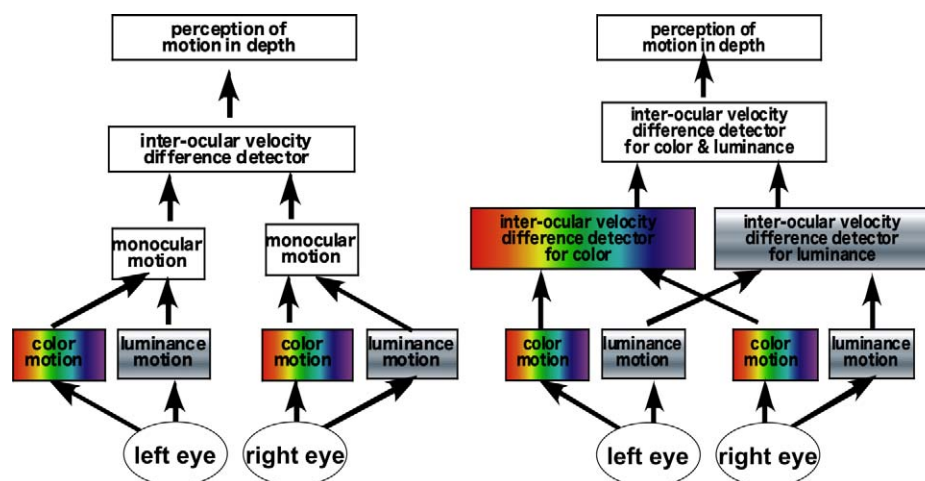 perception of
motion in depth
inter-ocular velocity
difference detector
monocular
motion
monocular
motion
color
motion
luminance
motion
color
motion
luminance
motion
left eye
right eye
perception of
motion in depth
inter-ocular velocity
difference detector
for color & luminance
inter-ocular velocity
difference detector
for color
inter-ocular velocity
difference detector
for luminance
color
motion
luminance
motion
color
motion
luminance
motion
left eye
right eye